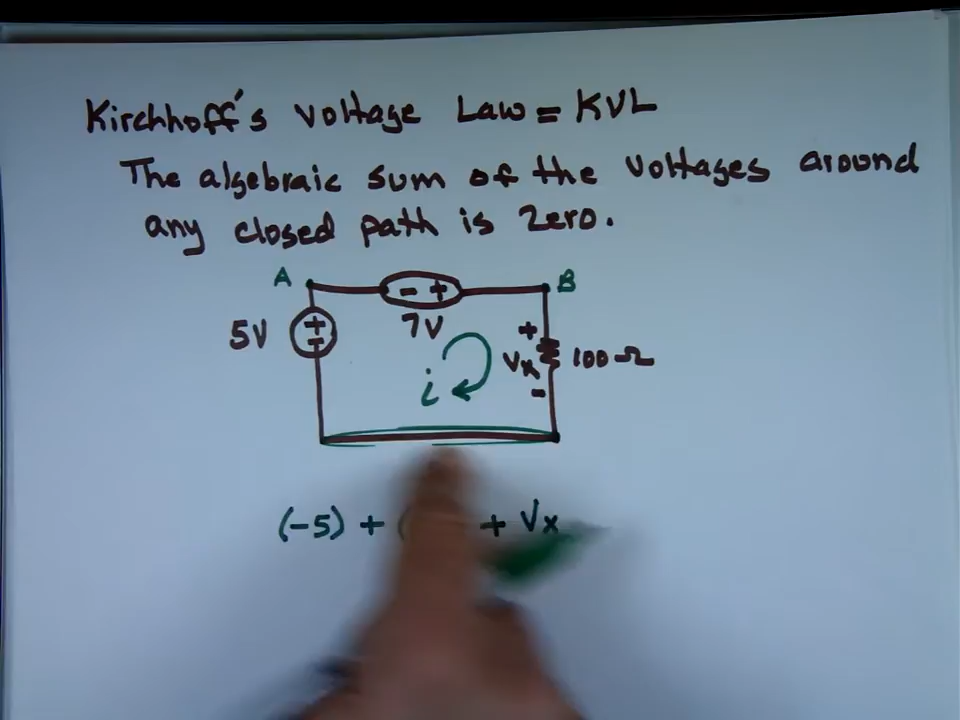 Kirchhoff's Voltage Law = KVL
The algebraic sum of the voltages around
any closed path is zero.
A
B
- +
5V
+
-
7V
+
Vx
-
100Ω
i
(-5) + ( + Vx